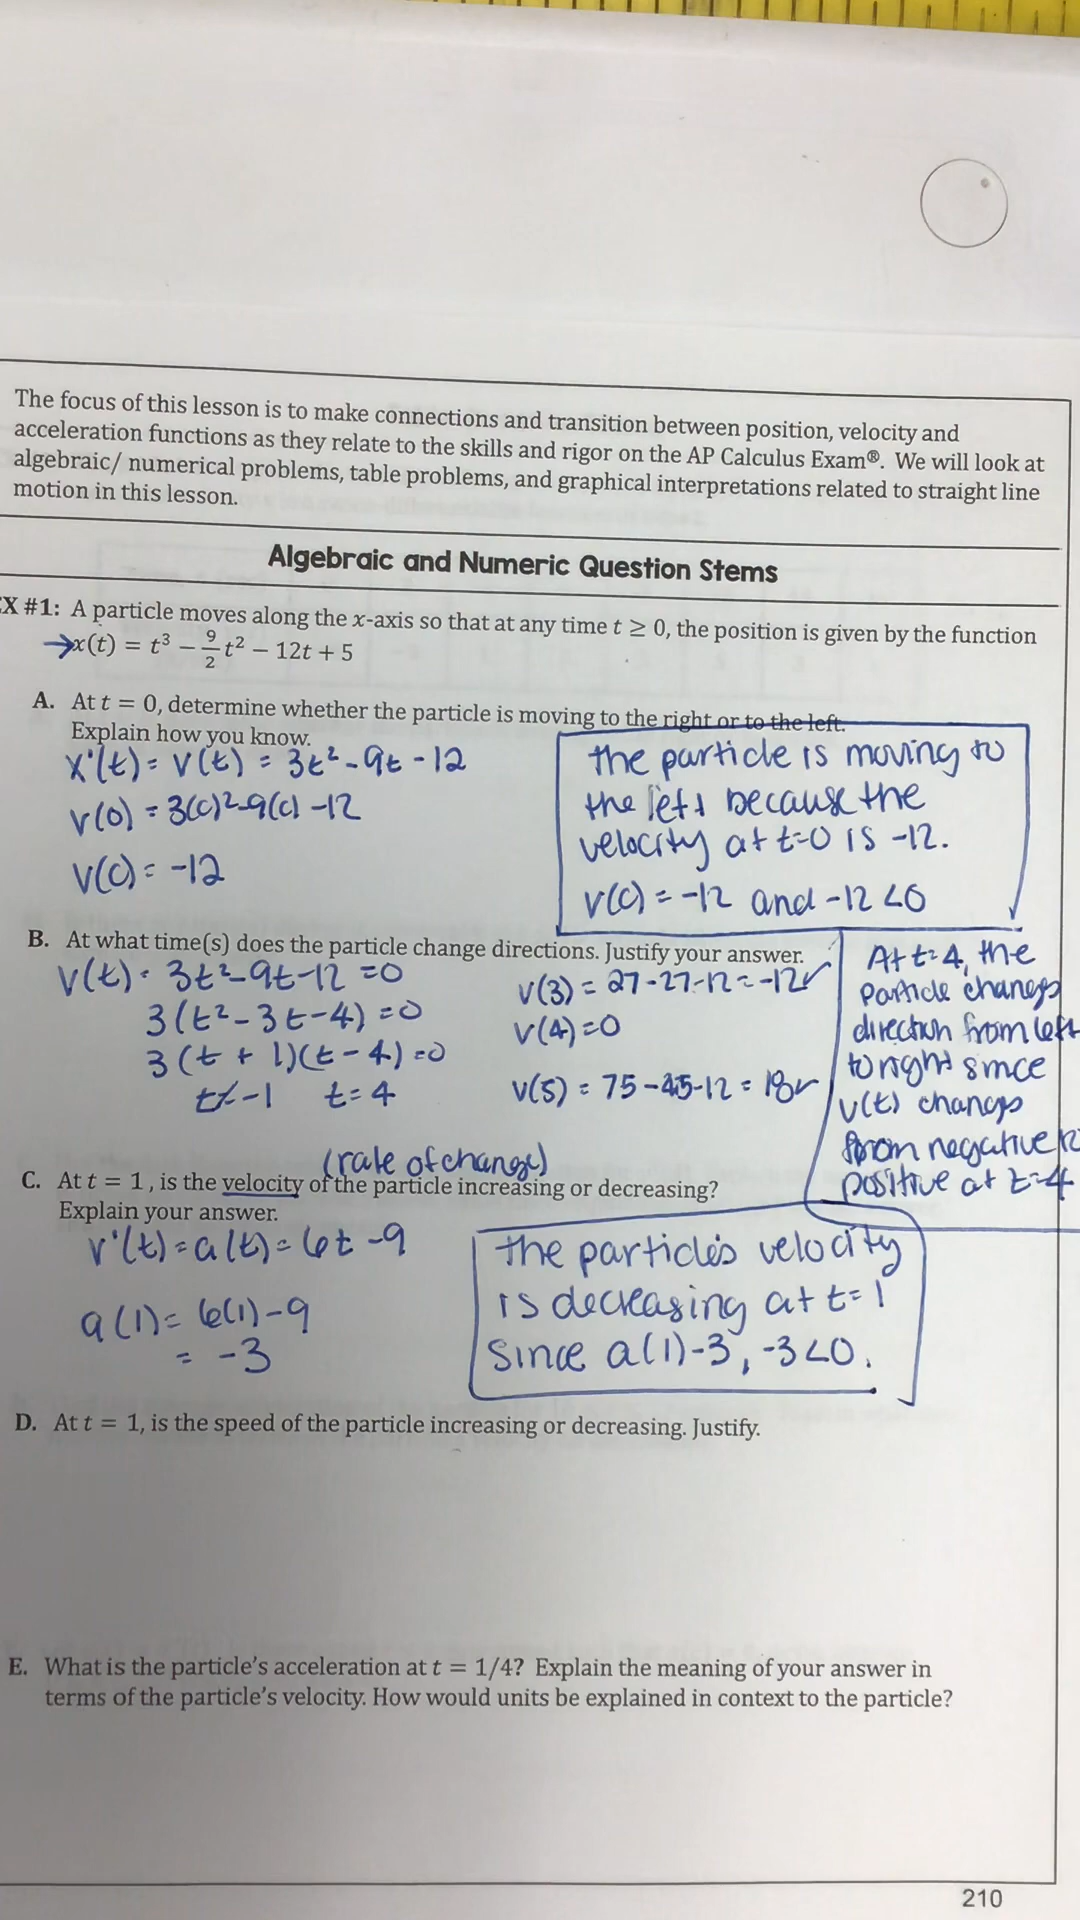 The focus of this lesson is to make connections and transition between position, velocity and
acceleration functions as they relate to the skills and rigor on the AP Calculus Exam®. We will look at
algebraic/ numerical problems, table problems, and graphical interpretations related to straight line
motion in this lesson.
Algebraic and Numeric Question Stems
EX #1: A particle moves along the x-axis so that at any time t ≥ 0, the position is given by the function
→x(t) = t³ − 9/2 t² − 12t + 5
A. At t = 0, determine whether the particle is moving to the right or to the left.
Explain how you know.
x'(t) = v(t) = 3t² - 9t - 12
v(0) = 3(0)² - 9(0) - 12
v(0) = -12
the particle is moving to
the left because the
velocity at t=0 is -12.
v(0) = -12 and -12 < 0
B. At what time(s) does the particle change directions. Justify your answer.
v(t) = 3t² - 9t - 12 = 0
3(t² - 3t - 4) = 0
3(t + 1)(t - 4) = 0
t≠-1 t=4
v(3) = 27-27-12 = -12 ✓
v(4) = 0
v(5) = 75-45-12 = 18 ✓
At t=4, the
particle changes
direction from left
to right since
v(t) changes
from negative to
positive at t=4
(rate of change)
C. At t = 1, is the velocity of the particle increasing or decreasing?
Explain your answer.
v'(t) = a(t) = 6t - 9
a(1) = 6(1) - 9
= -3
the particle's velocity
is decreasing at t=1
since a(1)-3, -3<0.
D. At t = 1, is the speed of the particle increasing or decreasing. Justify.
E. What is the particle's acceleration at t = 1/4? Explain the meaning of your answer in
terms of the particle's velocity. How would units be explained in context to the particle?
210